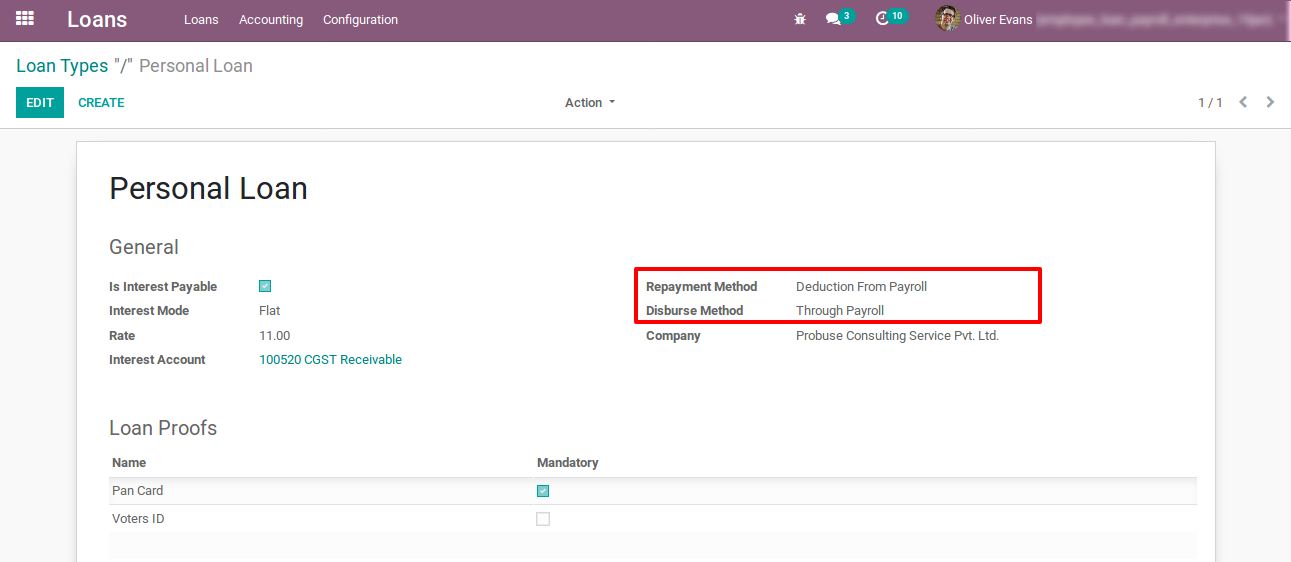 Loans Loans Accounting Configuration 3 10 Oliver Evans
Loan Types "/" Personal Loan
EDIT CREATE Action 1 / 1
Personal Loan
General
Is Interest Payable Repayment Method Deduction From Payroll
Interest Mode Flat Disburse Method Through Payroll
Rate 11.00 Company Probuse Consulting Service Pvt. Ltd.
Interest Account 100520 CGST Receivable
Loan Proofs
Name Mandatory
Pan Card
Voters ID